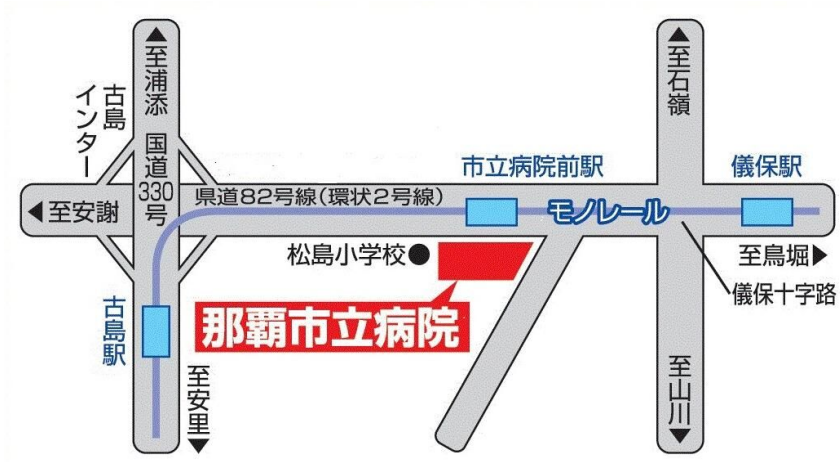 ▲至浦添
▲至石嶺
古島
インター
国道
330
号
市立病院前駅
儀保駅
県道82号線(環状2号線)
モノレール
◀至安謝
松島小学校●
至鳥堀▶
儀保十字路
古島駅
那覇市立病院
至安里▼
至山川▼